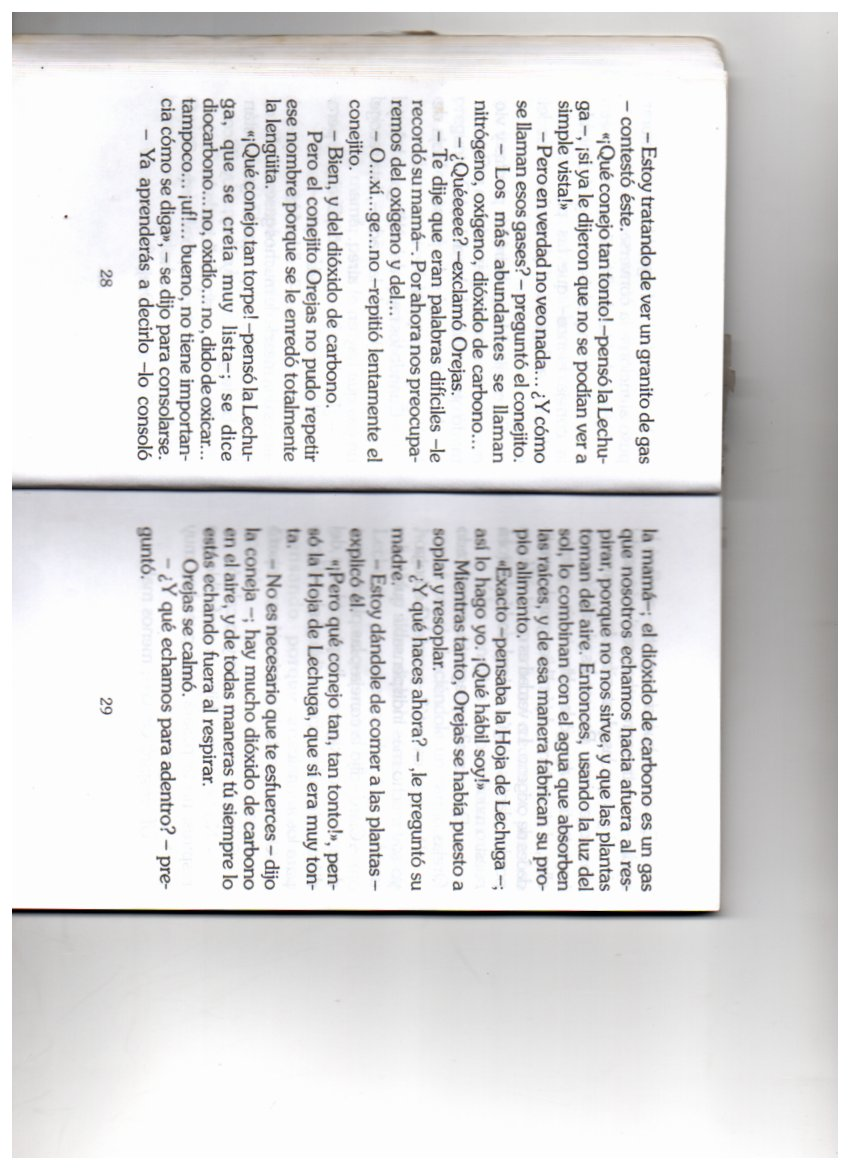 – Estoy tratando de ver un granito de gas
– contestó éste.
«¡Qué conejo tan tonto! –pensó la Lechu-
ga –, ¡si ya le dijeron que no se podían ver a
simple vista!»
– Pero en verdad no veo nada... ¿Y cómo
se llaman esos gases? – preguntó el conejito.
– Los más abundantes se llaman
nitrógeno, oxígeno, dióxido de carbono...
– ¿Quéeeee? –exclamó Orejas.
– Te dije que eran palabras difíciles –le
recordó su mamá–. Por ahora nos preocupa-
remos del oxígeno y del...
– O...xí...ge...no –repitió lentamente el
conejito.
– Bien, y del dióxido de carbono.
Pero el conejito Orejas no pudo repetir
ese nombre porque se le enredó totalmente
la lengüita.
«¡Qué conejo tan torpe! –pensó la Lechu-
ga, que se creía muy lista–; se dice
diocarbono... no, oxidio... no, dido de oxicar...
tampoco... ¡uf!... bueno, no tiene importan-
cia cómo se diga», – se dijo para consolarse.
– Ya aprenderás a decirlo –lo consoló
28
la mamá–; el dióxido de carbono es un gas
que nosotros echamos hacia afuera al res-
pirar, porque no nos sirve, y que las plantas
toman del aire. Entonces, usando la luz del
sol, lo combinan con el agua que absorben
las raíces, y de esa manera fabrican su pro-
pio alimento.
«Exacto –pensaba la Hoja de Lechuga –;
así lo hago yo. ¡Qué hábil soy!»
Mientras tanto, Orejas se había puesto a
soplar y resoplar.
– ¿Y qué haces ahora? – ,le preguntó su
madre.
– Estoy dándole de comer a las plantas –
explicó él.
«¡Pero qué conejo tan, tan tonto!», pen-
só la Hoja de Lechuga, que sí era muy ton-
ta.
– No es necesario que te esfuerces – dijo
la coneja –; hay mucho dióxido de carbono
en el aire, y de todas maneras tú siempre lo
estás echando fuera al respirar.
Orejas se calmó.
– ¿Y qué echamos para adentro? – pre-
guntó.
29